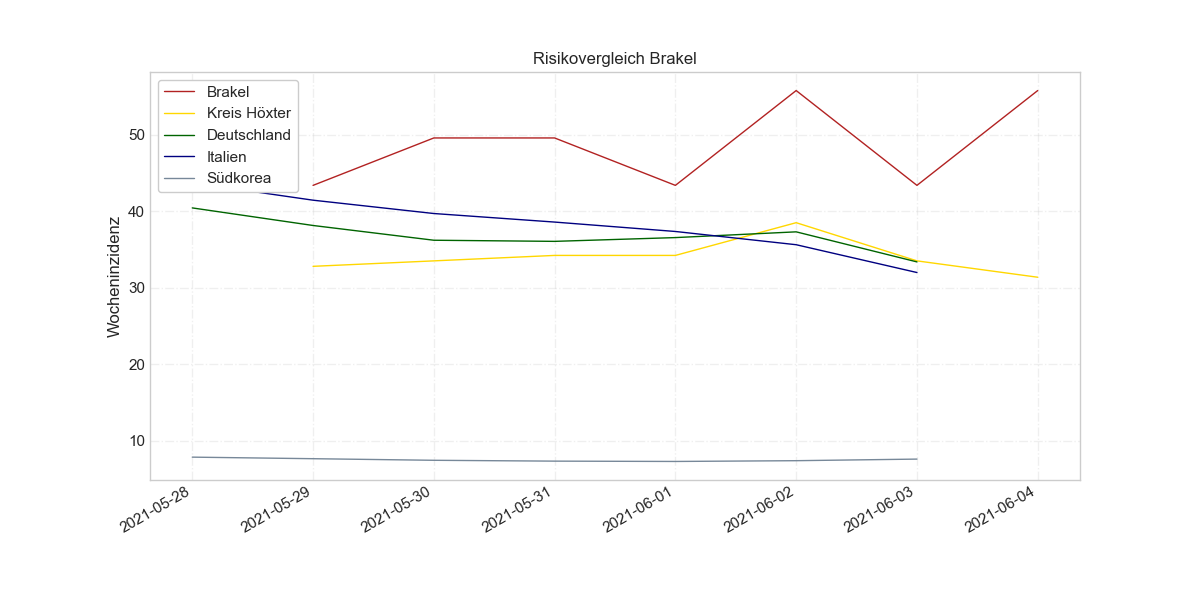 Risikovergleich Brakel
Brakel
Kreis Höxter
Deutschland
Italien
Südkorea
Wocheninzidenz
50
40
30
20
10
2021-05-28
2021-05-29
2021-05-30
2021-05-31
2021-06-01
2021-06-02
2021-06-03
2021-06-04